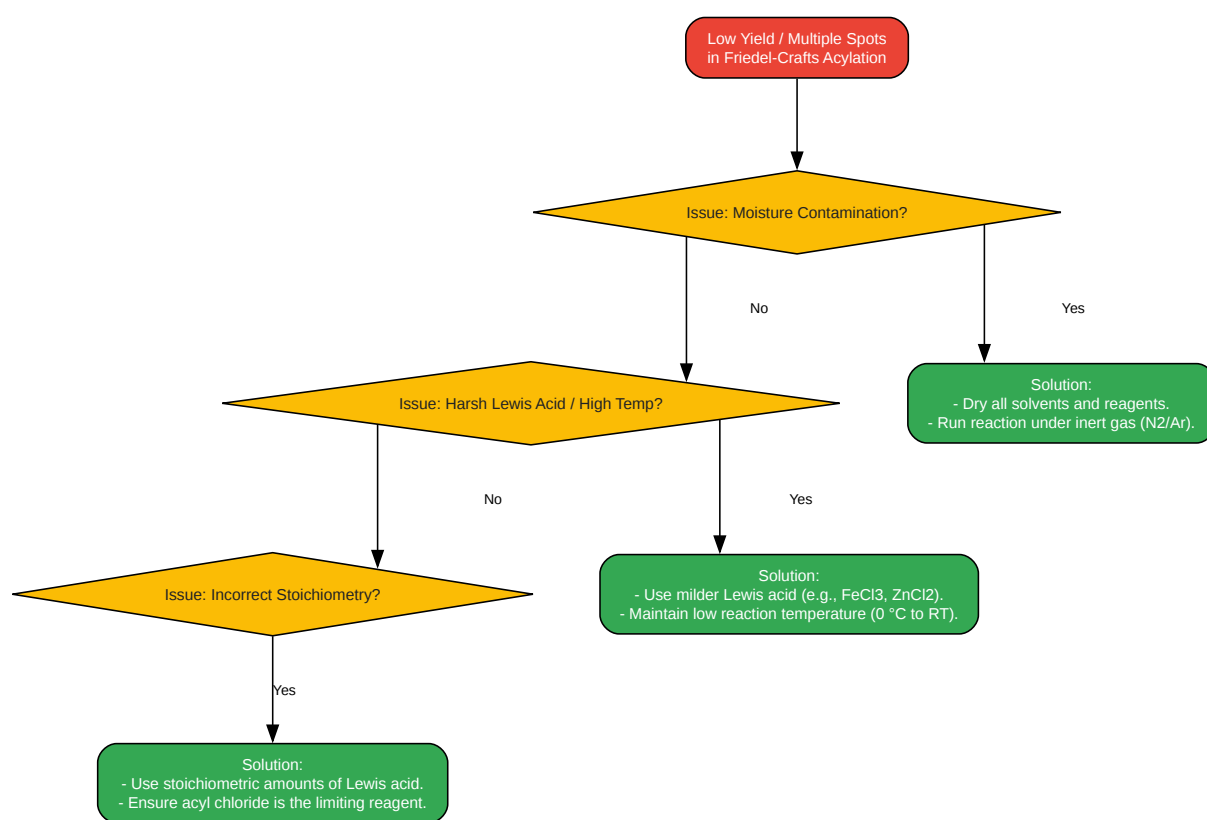 Low Yield / Multiple Spots
in Friedel-Crafts Acylation
Issue: Moisture Contamination?
No
Yes
Solution:
- Dry all solvents and reagents.
- Run reaction under inert gas (N2/Ar).
Issue: Harsh Lewis Acid / High Temp?
No
Yes
Solution:
- Use milder Lewis acid (e.g., FeCl3, ZnCl2).
- Maintain low reaction temperature (0 °C to RT).
Issue: Incorrect Stoichiometry?
Yes
Solution:
- Use stoichiometric amounts of Lewis acid.
- Ensure acyl chloride is the limiting reagent.